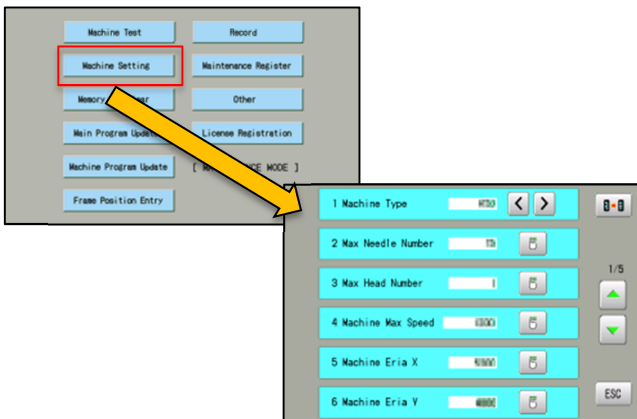 Machine Test
Record
Machine Setting
Maintenance Register
Memory
Other
Main Program
License Registration
Machine Program Update
MODE ]
Frame Position Entry
1 Machine Type
< >
2 Max Needle Number
3 Max Head Number
1/5
4 Machine Max Speed
5 Machine Eria X
6 Machine Eria Y
ESC